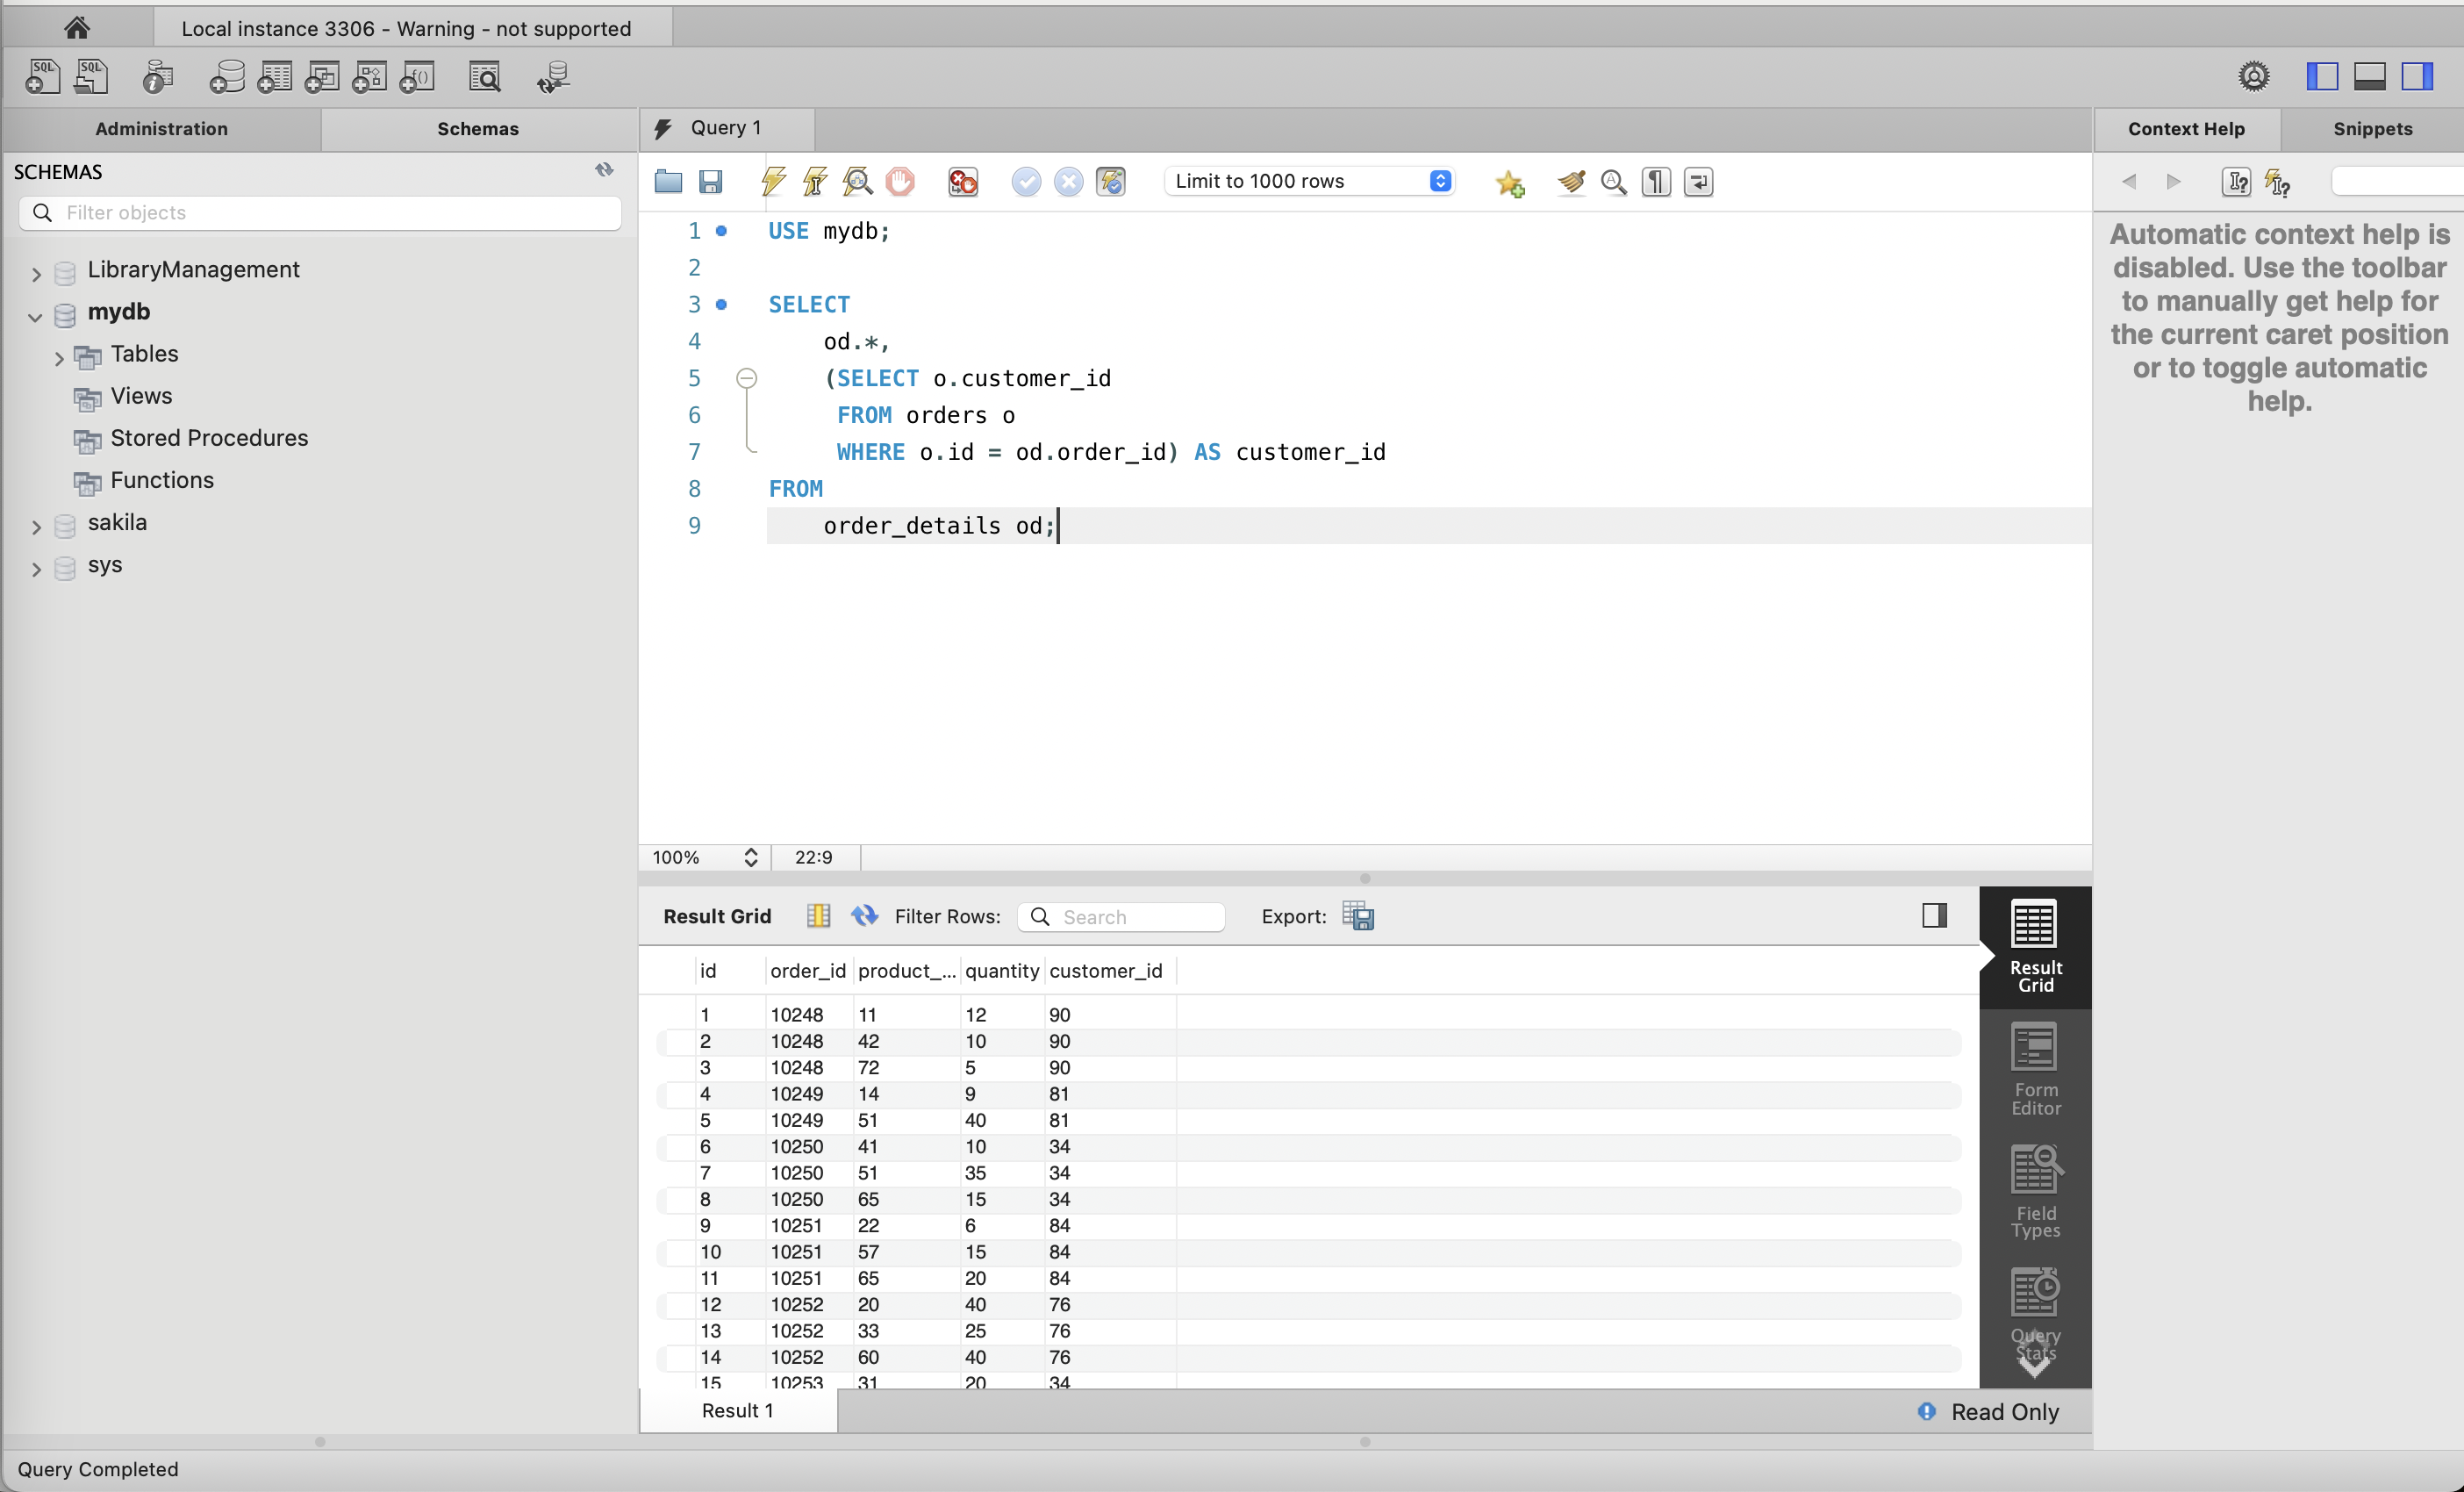 Local instance 3306 - Warning - not supported
SQL SQL f()
Administration Schemas
SCHEMAS
Filter objects
LibraryManagement
mydb
Tables
Views
Stored Procedures
Functions
sakila
sys
Query 1
Limit to 1000 rows
1 USE mydb;
2
3 SELECT
4 od.*,
5 (SELECT o.customer_id
6 FROM orders o
7 WHERE o.id = od.order_id) AS customer_id
8 FROM
9 order_details od;
100% 22:9
Context Help Snippets
Automatic context help is
disabled. Use the toolbar
to manually get help for
the current caret position
or to toggle automatic
help.
Result Grid Filter Rows: Search Export:
id order_id product_... quantity customer_id
1 10248 11 12 90
2 10248 42 10 90
3 10248 72 5 90
4 10249 14 9 81
5 10249 51 40 81
6 10250 41 10 34
7 10250 51 35 34
8 10250 65 15 34
9 10251 22 6 84
10 10251 57 15 84
11 10251 65 20 84
12 10252 20 40 76
13 10252 33 25 76
14 10252 60 40 76
15 10253 31 20 34
Result
Grid
Form
Editor
Field
Types
Query
Stats
Result 1
Read Only
Query Completed